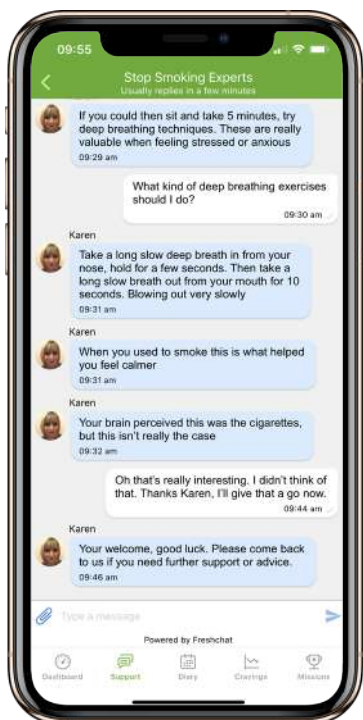 09:55
Stop Smoking Experts
Usually replies in a few minutes
If you could then sit and take 5 minutes, try
deep breathing techniques. These are really
valuable when feeling stressed or anxious
09:29 am
What kind of deep breathing exercises
should I do?
09:30 am
Karen
Take a long slow deep breath in from your
nose, hold for a few seconds. Then take a
long slow breath out from your mouth for 10
seconds. Blowing out very slowly
09:31 am
Karen
When you used to smoke this is what helped
you feel calmer
09:31 am
Karen
Your brain perceived this was the cigarettes,
but this isn't really the case
09:32 am
Oh that's really interesting. I didn't think of
that. Thanks Karen, I'll give that a go now.
09:44 am
Karen
Your welcome, good luck. Please come back
to us if you need further support or advice.
09:46 am
Type a message
Powered by Freshchat
Dashboard Support Diary Cravings Missions